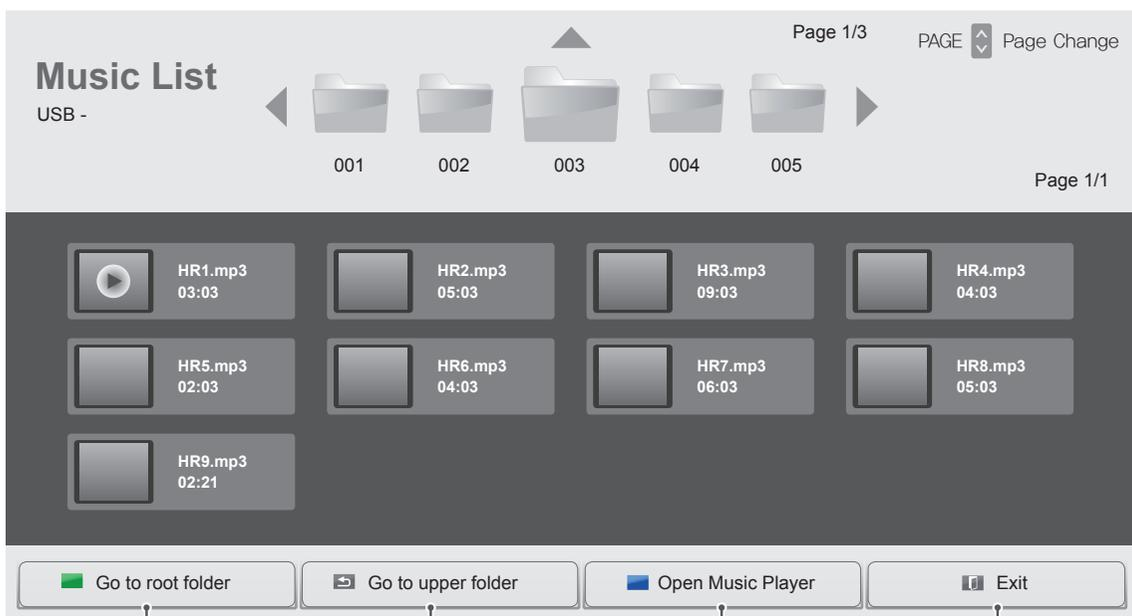 Page 1/3
PAGE Page Change
Music List
USB -
001 002 003 004 005
Page 1/1
HR1.mp3 HR2.mp3 HR3.mp3 HR4.mp3
03:03 05:03 09:03 04:03
HR5.mp3 HR6.mp3 HR7.mp3 HR8.mp3
02:03 04:03 06:03 05:03
HR9.mp3
02:21
Go to root folder Go to upper folder Open Music Player Exit